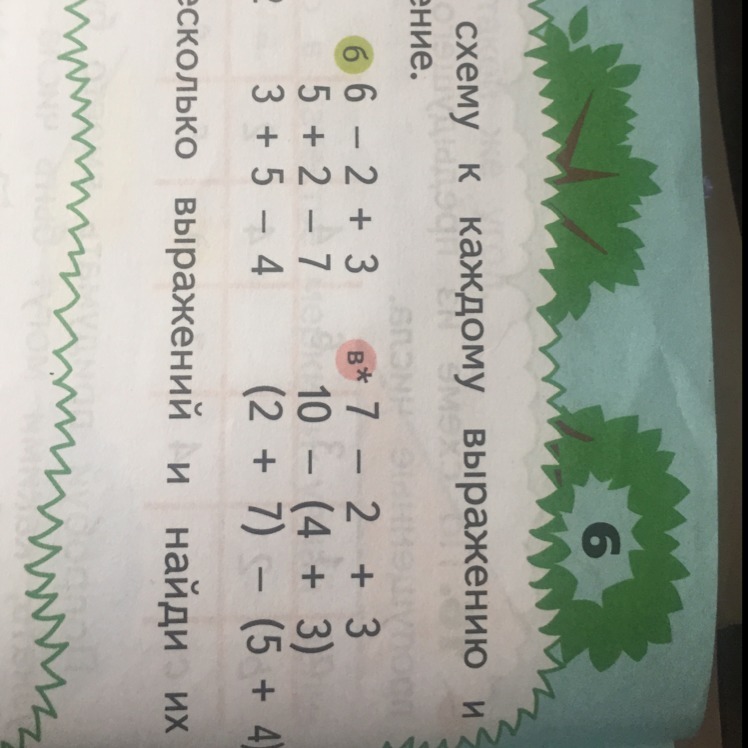 6
схему к каждому выражению и
ение.
б 6 – 2 + 3
5 + 2 – 7
3 + 5 – 4
в* 7 – 2 + 3
10 – (4 + 3)
(2 + 7) – (5 + 4)
есколько выражений и найди их